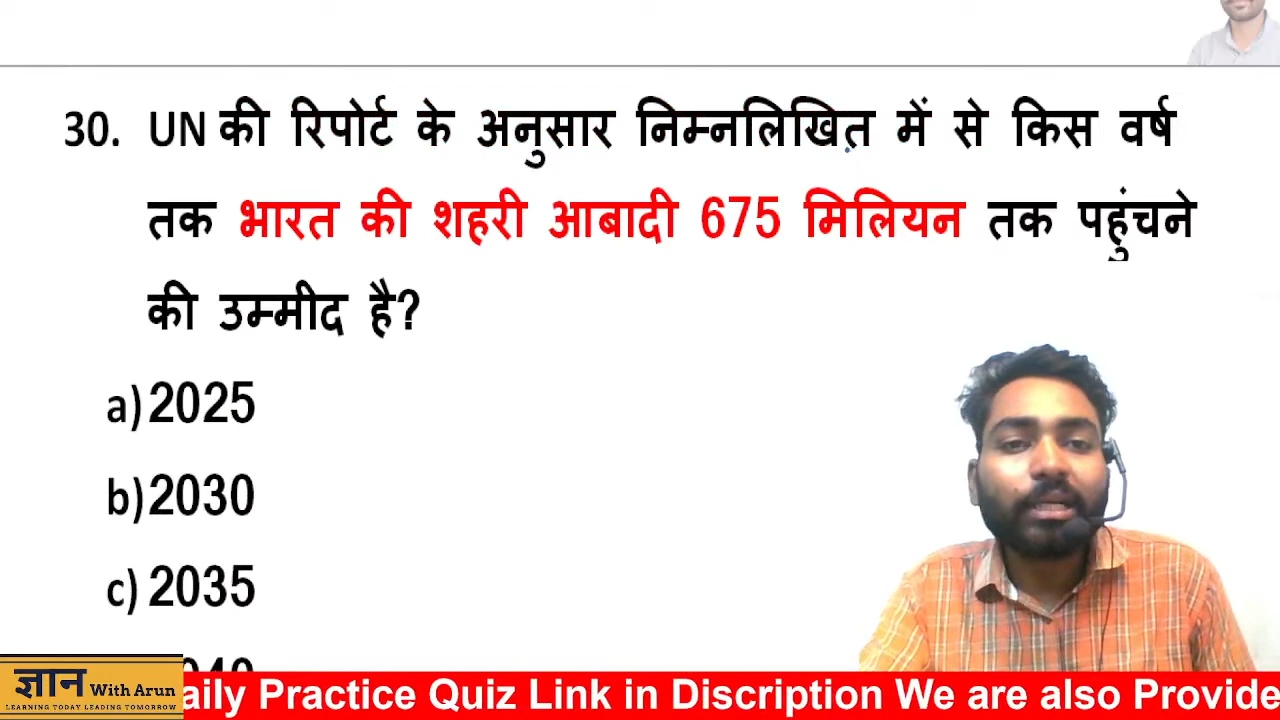 30. UN की रिपोर्ट के अनुसार निम्नलिखित में से किस वर्ष
तक भारत की शहरी आबादी 675 मिलियन तक पहुंचने
की उम्मीद है?
a) 2025
b) 2030
c) 2035
ज्ञान With Arun
LEARNING TODAY LEADING TOMORROW
aily Practice Quiz Link in Discription We are also Provide